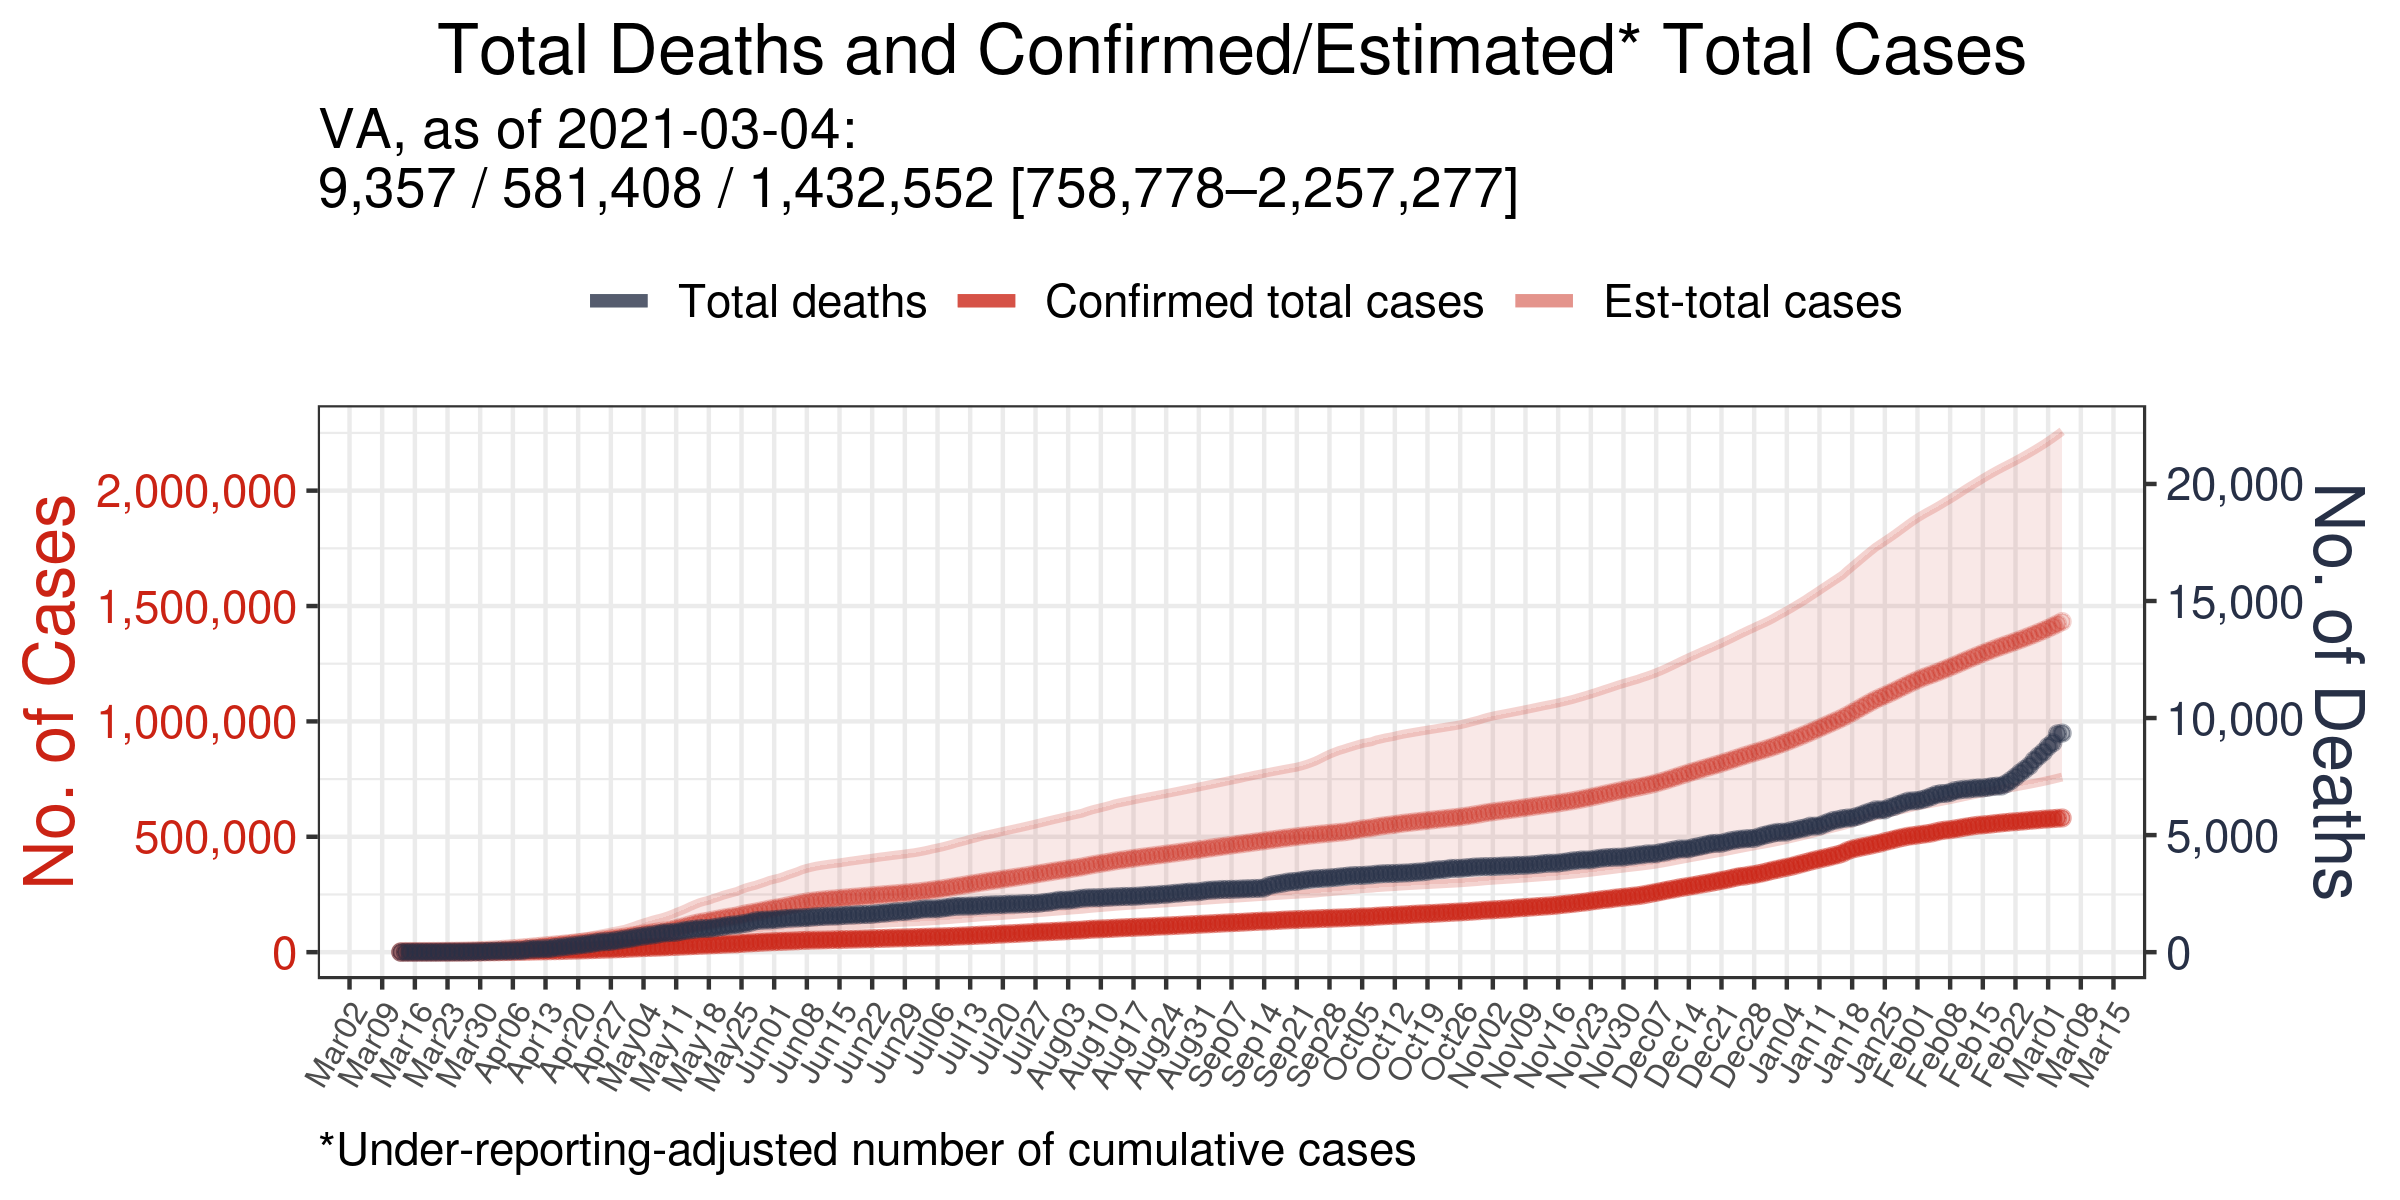 Total Deaths and Confirmed/Estimated* Total Cases
VA, as of 2021-03-04:
9,357 / 581,408 / 1,432,552 [758,778–2,257,277]
Total deaths Confirmed total cases Est-total cases
No. of Cases
2,000,000
1,500,000
1,000,000
500,000
0
20,000
15,000
10,000
5,000
0
No. of Deaths
Mar02 Mar09 Mar16 Mar23 Mar30 Apr06 Apr13 Apr20 Apr27 May04 May11 May18 May25 Jun01 Jun08 Jun15 Jun22 Jun29 Jul06 Jul13 Jul20 Jul27 Aug03 Aug10 Aug17 Aug24 Aug31 Sep07 Sep14 Sep21 Sep28 Oct05 Oct12 Oct19 Oct26 Nov02 Nov09 Nov16 Nov23 Nov30 Dec07 Dec14 Dec21 Dec28 Jan04 Jan11 Jan18 Jan25 Feb01 Feb08 Feb15 Feb22 Mar01 Mar08 Mar15
*Under-reporting-adjusted number of cumulative cases